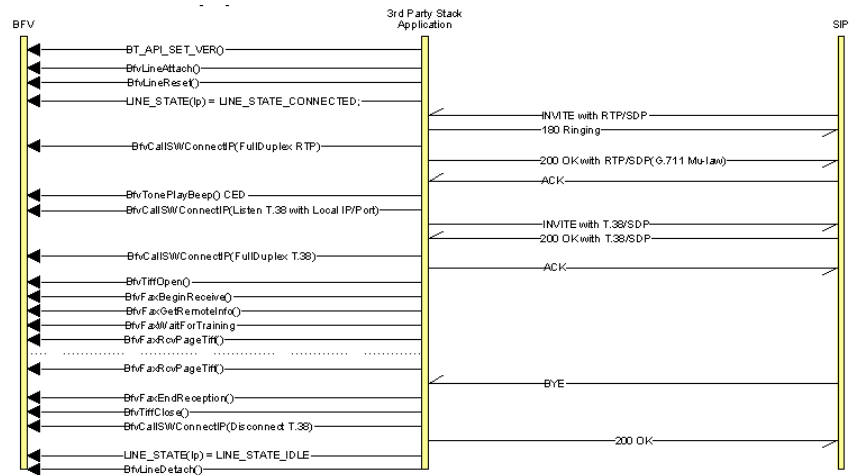 3rd Party Stack
BFV Application SIP
BT_API_SET_VER()
BfvLineAttach()
BfvLineReset()
LINE_STATE(lp) = LINE_STATE_CONNECTED;
INVITE with RTP/SDP
180 Ringing
BfvCallSWConnectIP(FullDuplex RTP)
200 OK with RTP/SDP(G.711 Mu-law)
ACK
BfvTonePlayBeep() CED
BfvCallSWConnectIP(Listen T.38 with Local IP/Port)
INVITE with T.38/SDP
200 OK with T.38/SDP
BfvCallSWConnectIP(FullDuplex T.38)
ACK
BfvTiffOpen()
BfvFaxBeginReceive()
BfvFaxGetRemoteInfo()
BfvFaxWaitForTraining
BfvFaxRcvPageTiff()
BfvFaxRcvPageTiff()
BYE
BfvFaxEndReception()
BfvTiffClose()
BfvCallSWConnectIP(Disconnect T.38)
200 OK
LINE_STATE(lp) = LINE_STATE_IDLE
BfvLineDetach()